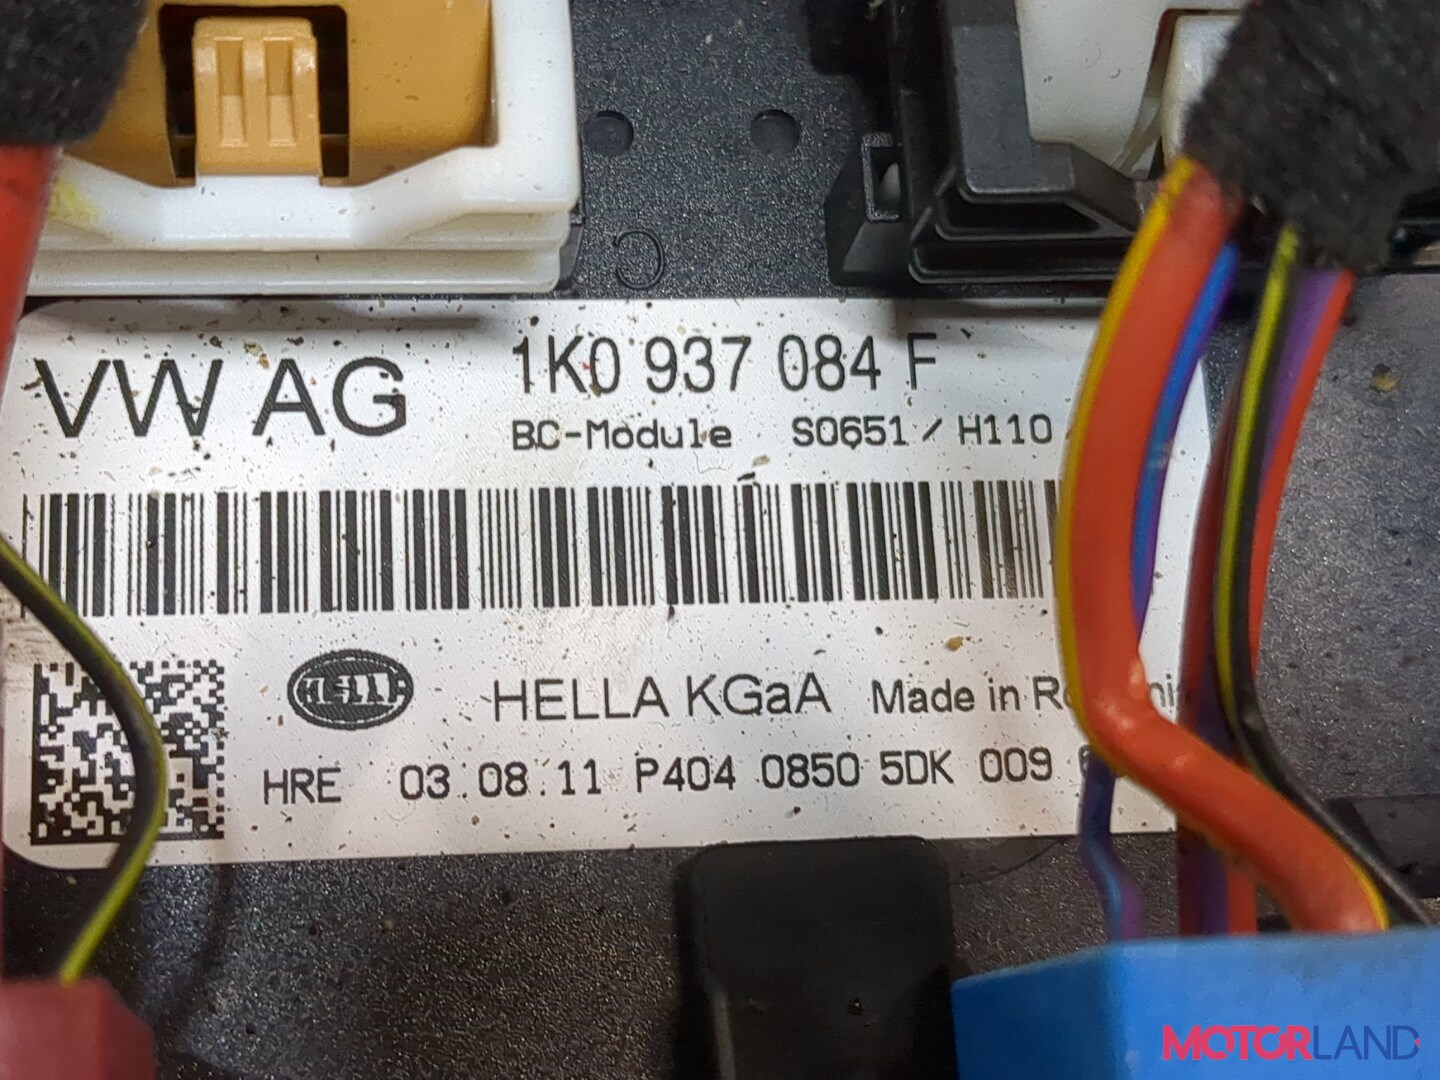 C
VW AG
1K0 937 084 F
BC-Module S0651 / H110
HELLA
HELLA KGaA Made in
HRE 03.08.11 P404 0850 5DK 009
MOTORLAND